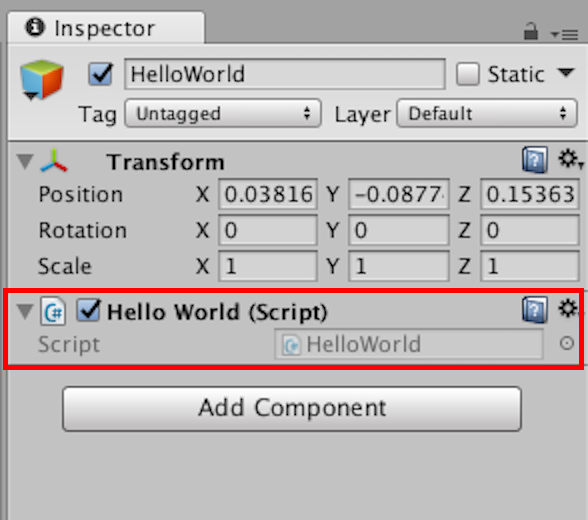 Inspector
HelloWorld Static
Tag Untagged Layer Default
Transform
Position X 0.03816 Y -0.0877 Z 0.15363
Rotation X 0 Y 0 Z 0
Scale X 1 Y 1 Z 1
C# Hello World (Script)
Script C# HelloWorld
Add Component